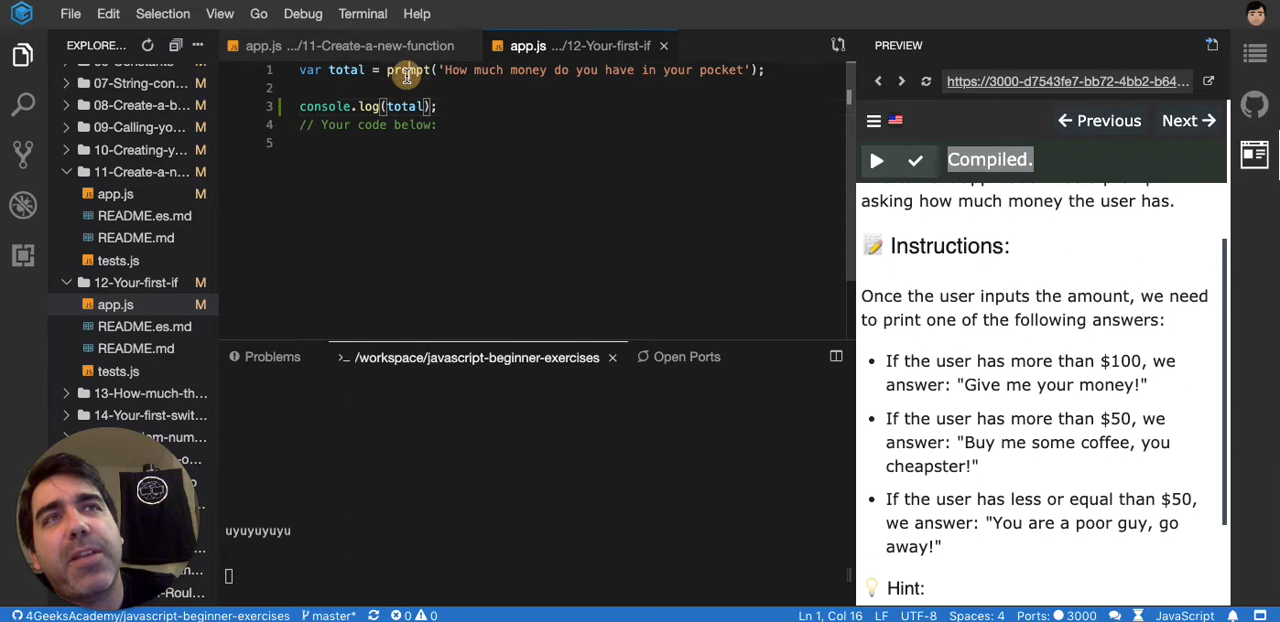 File Edit Selection View Go Debug Terminal Help
EXPLORE...
07-String-con...
08-Create-a-b...
09-Calling-yo...
10-Creating-y...
11-Create-a-n...
app.js M
README.es.md
README.md
tests.js
12-Your-first-if M
app.js M
README.es.md
README.md
tests.js
13-How-much-th...
14-Your-first-swit...
app.js .../11-Create-a-new-function
app.js .../12-Your-first-if
1 var total = prompt('How much money do you have in your pocket');
2
3 console.log(total);
4 // Your code below:
5
Problems
>_ /workspace/javascript-beginner-exercises
Open Ports
uyuyuyuyu
PREVIEW
https://3000-d7543fe7-bb72-4bb2-b64...
← Previous Next →
Compiled.
asking how much money the user has.
Instructions:
Once the user inputs the amount, we need
to print one of the following answers:
• If the user has more than $100, we
answer: "Give me your money!"
• If the user has more than $50, we
answer: "Buy me some coffee, you
cheapster!"
• If the user has less or equal than $50,
we answer: "You are a poor guy, go
away!"
Hint:
4GeeksAcademy/javascript-beginner-exercises master* 0 0
Ln 1, Col 16 LF UTF-8 Spaces: 4 Ports: 3000 JavaScript